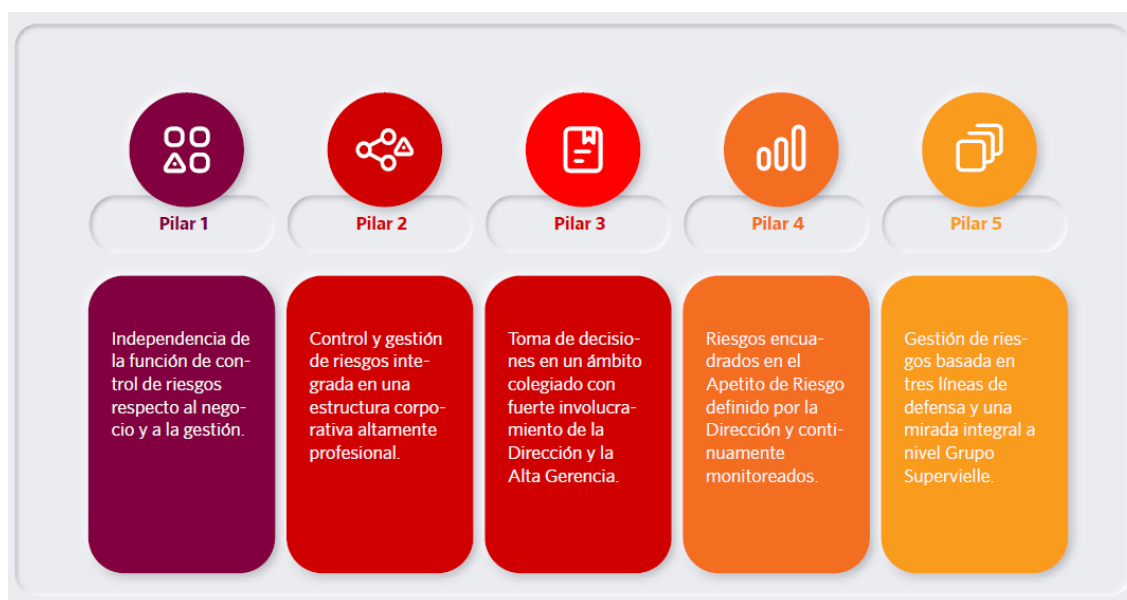 Pilar 1
Pilar 2
Pilar 3
Pilar 4
Pilar 5
Independencia de
la función de con-
trol de riesgos
respecto al nego-
cio y a la gestión.
Control y gestión
de riesgos inte-
grada en una
estructura corpo-
rativa altamente
profesional.
Toma de decisio-
nes en un ámbito
colegiado con
fuerte involucra-
miento de la
Dirección y la
Alta Gerencia.
Riesgos encua-
drados en el
Apetito de Riesgo
definido por la
Dirección y conti-
nuamente
monitoreados.
Gestión de ries-
gos basada en
tres líneas de
defensa y una
mirada integral a
nivel Grupo
Supervielle.